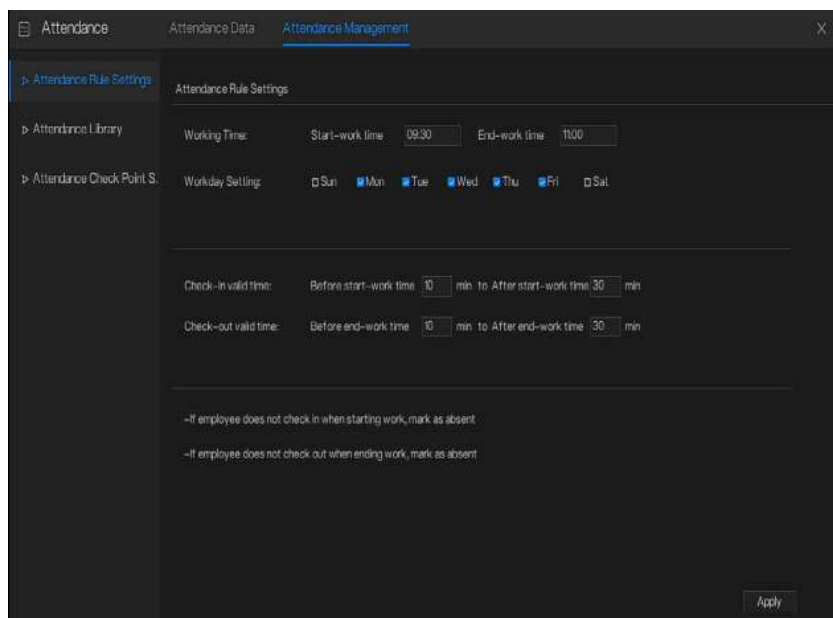 Attendance Attendance Data Attendance Management X
Attendance Rule Settings
Attendance Library
Attendance Check Point S.
Attendance Rule Settings
Working Time: Start-work time 09:30 End-work time 11:00
Workday Setting: Sun Mon Tue Wed Thu Fri Sat
Check-in valid time: Before start-work time 10 min to After start-work time 30 min
Check-out valid time: Before end-work time 10 min to After end-work time 30 min
-If employee does not check in when starting work, mark as absent
-If employee does not check out when ending work, mark as absent
Apply